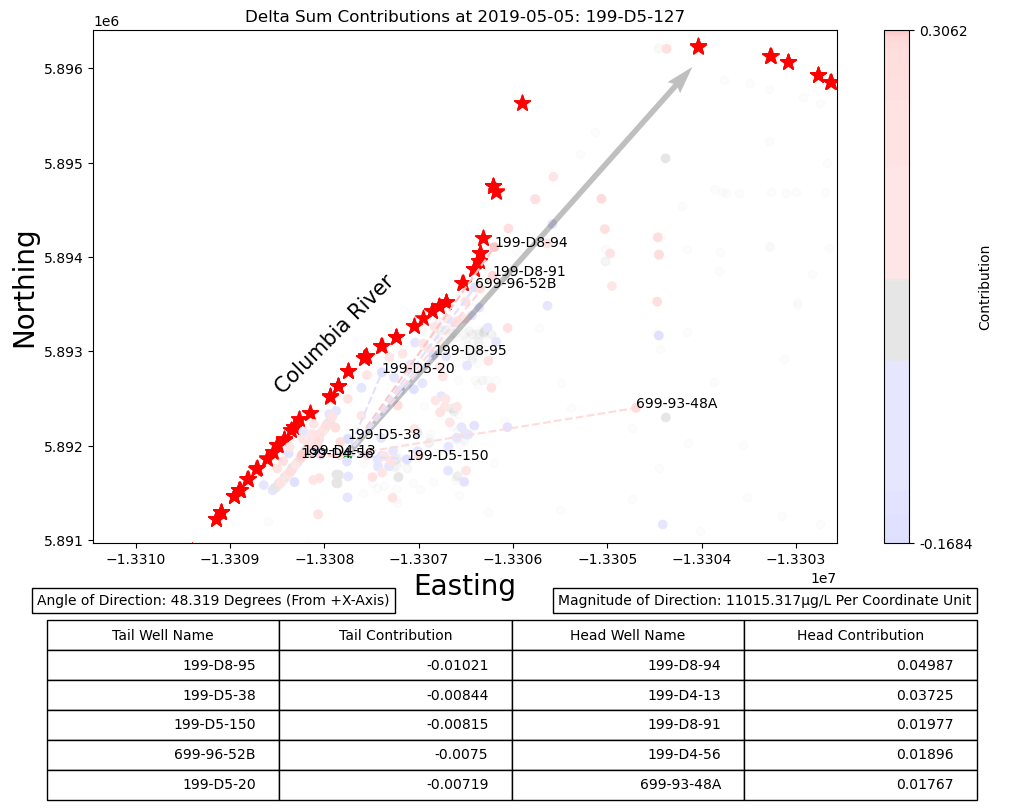 Delta Sum Contributions at 2019-05-05: 199-D5-127
1e6
5.896
5.895
5.894
5.893
5.892
5.891
Northing
Columbia River
199-D8-94
199-D8-91
699-96-52B
199-D8-95
199-D5-20
699-93-48A
199-D5-38
199-D4-13
199-D4-56
199-D5-150
−1.3310
−1.3309
−1.3308
−1.3307
−1.3306
−1.3305
−1.3304
−1.3303
1e7
Easting
0.3062
Contribution
-0.1684
Angle of Direction: 48.319 Degrees (From +X-Axis)
Magnitude of Direction: 11015.317μg/L Per Coordinate Unit
Tail Well Name Tail Contribution Head Well Name Head Contribution
199-D8-95 -0.01021 199-D8-94 0.04987
199-D5-38 -0.00844 199-D4-13 0.03725
199-D5-150 -0.00815 199-D8-91 0.01977
699-96-52B -0.0075 199-D4-56 0.01896
199-D5-20 -0.00719 699-93-48A 0.01767